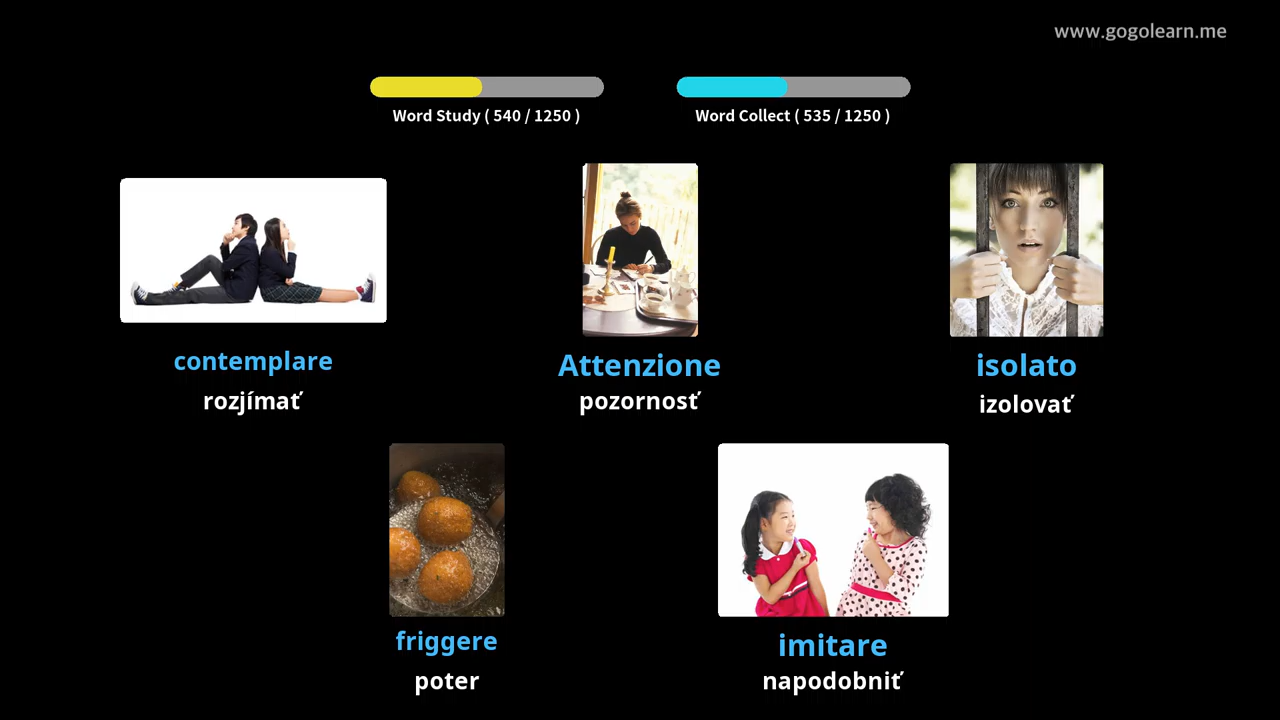 www.gogolearn.me
Word Study ( 540 / 1250 )
Word Collect ( 535 / 1250 )
contemplare
rozjímať
Attenzione
pozornosť
isolato
izolovať
friggere
poter
imitare
napodobniť